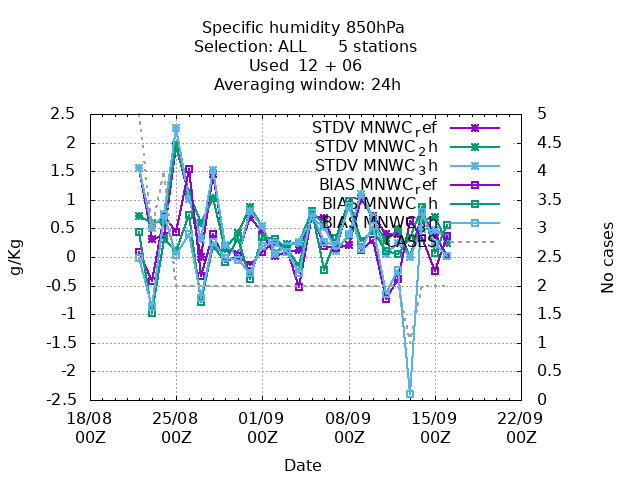 Specific humidity 850hPa
Selection: ALL 5 stations
Used 12 + 06
Averaging window: 24h
STDV MNWC_ref
STDV MNWC_2h
STDV MNWC_3h
BIAS MNWC_ref
BIAS MNWC_2h
BIAS MNWC_3h
CASES
2.5
2
1.5
1
0.5
0
-0.5
-1
-1.5
-2
-2.5
g/Kg
5
4.5
4
3.5
3
2.5
2
1.5
1
0.5
0
No cases
18/08 25/08 01/09 08/09 15/09 22/09
00Z 00Z 00Z 00Z 00Z 00Z
Date